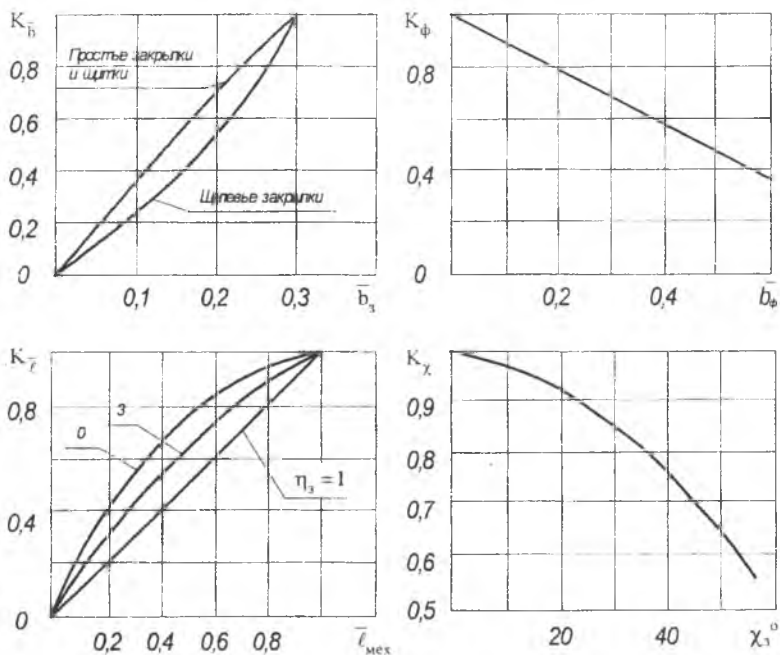 K_b̄
0,8
0,6
0,4
0,2
0
Простые закрылки
и щитки
Щелевые закрылки
0,1 0,2 0,3 b̄_з
K_ф
0,8
0,4
0
0,2 0,4 b̄_ф
K_ℓ̄
0,8
0,4
0
0
3
η_з = 1
0,2 0,4 0,6 0,8 ℓ̄_мех
K_χ
0,9
0,8
0,7
0,6
0,5
20 40 χ_з°